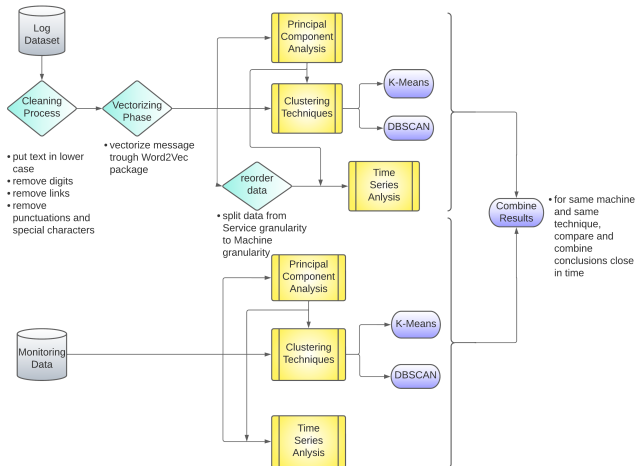 Log
Dataset
Cleaning
Process
• put text in lower
case
• remove digits
• remove links
• remove
punctuations and
special characters
Vectorizing
Phase
• vectorize message
trough Word2Vec
package
Principal
Component
Analysis
Clustering
Techniques
K-Means
DBSCAN
reorder
data
• split data from
Service granularity
to Machine
granularity
Time
Series
Anlysis
Combine
Results
• for same machine
and same
technique,
compare and
combine
conclusions close
in time
Monitoring
Data
Principal
Component
Analysis
Clustering
Techniques
K-Means
DBSCAN
Time
Series
Anlysis